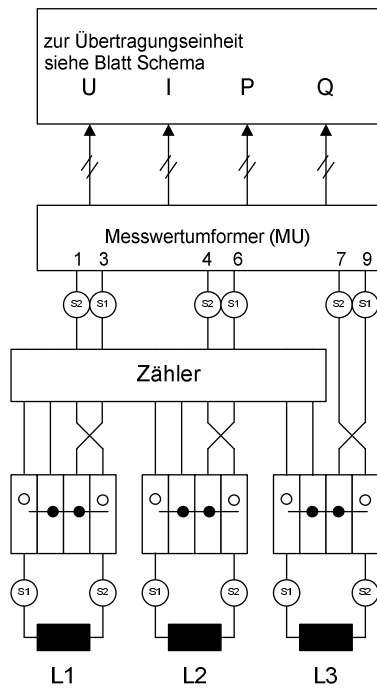 zur Übertragungseinheit
siehe Blatt Schema
U I P Q
Messwertumformer (MU)
1 3 4 6 7 9
S2 S1 S2 S1 S2 S1
Zähler
S1 S2 S1 S2 S1 S2
L1 L2 L3